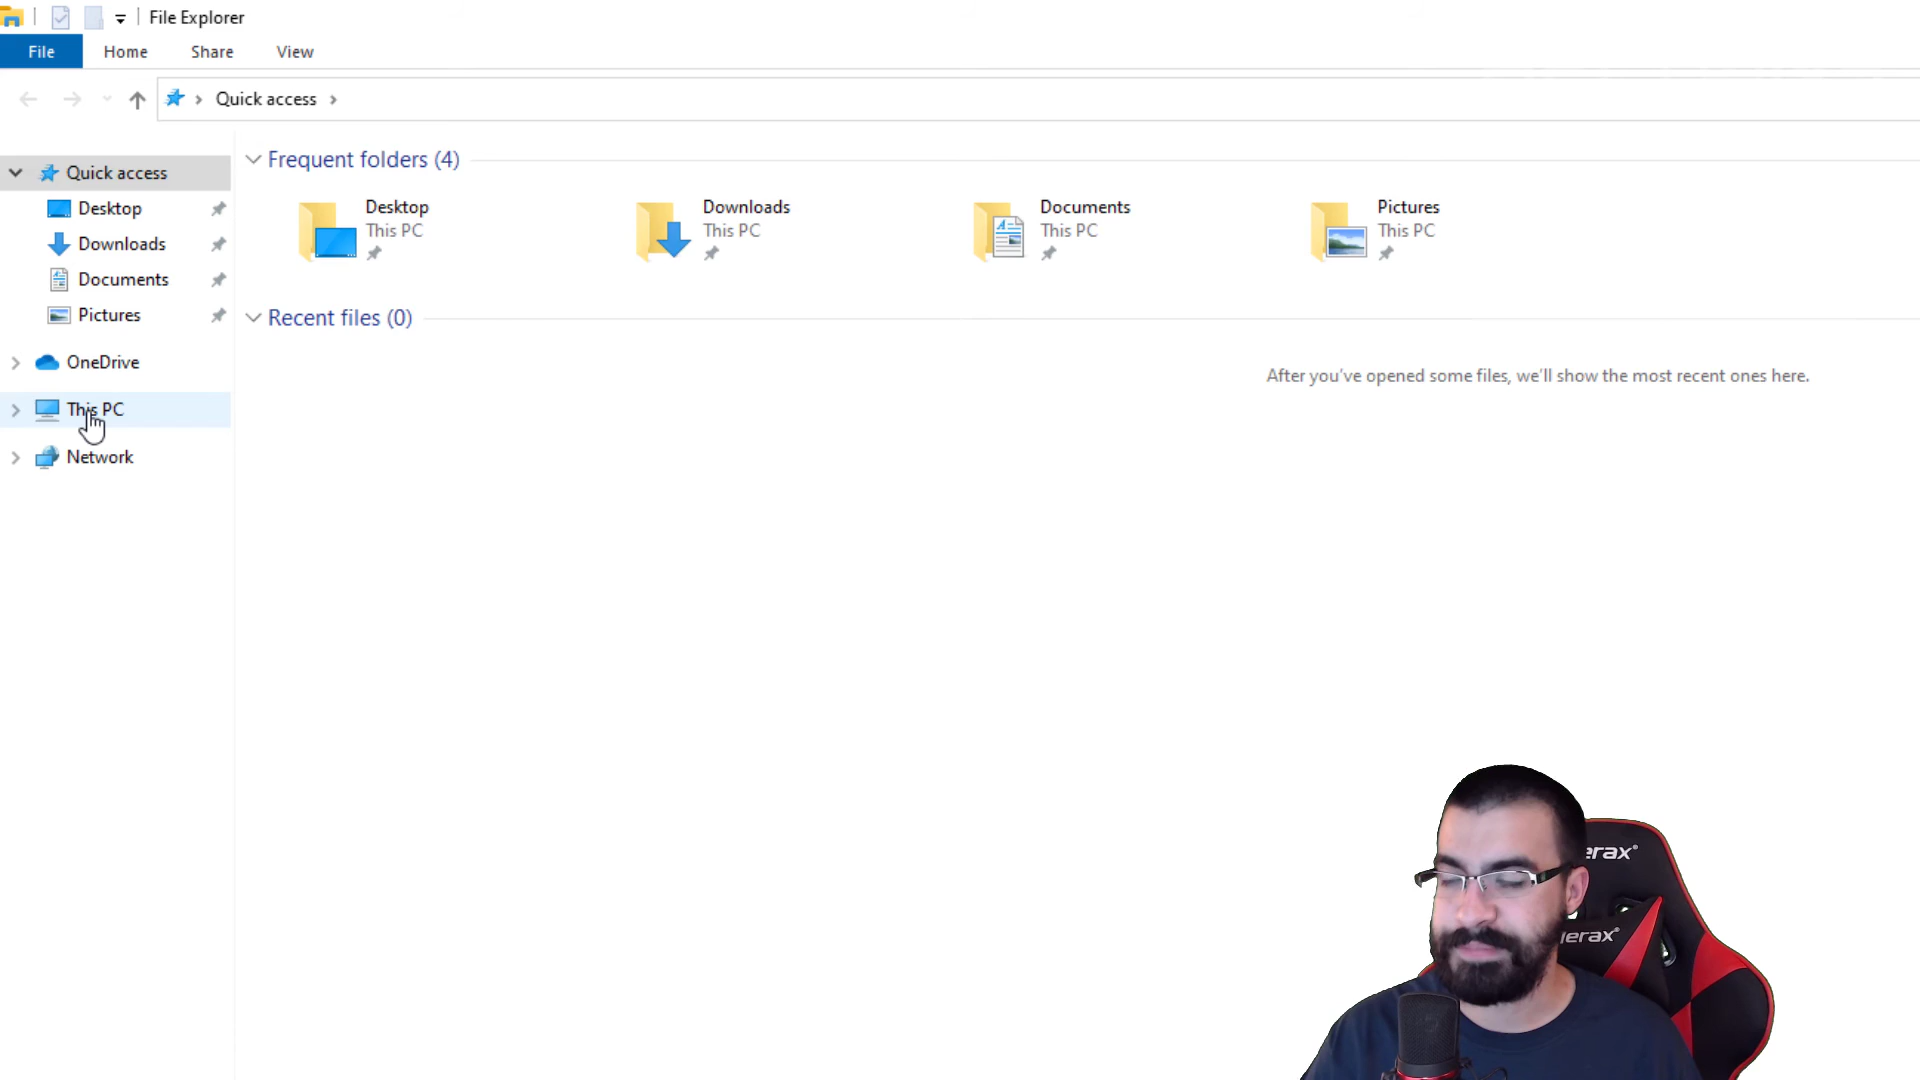 File Explorer
File Home Share View
Quick access
Quick access
Desktop
Downloads
Documents
Pictures
OneDrive
This PC
Network
Frequent folders (4)
Desktop
This PC
Downloads
This PC
Documents
This PC
Pictures
This PC
Recent files (0)
After you've opened some files, we'll show the most recent ones here.
erax
lerax